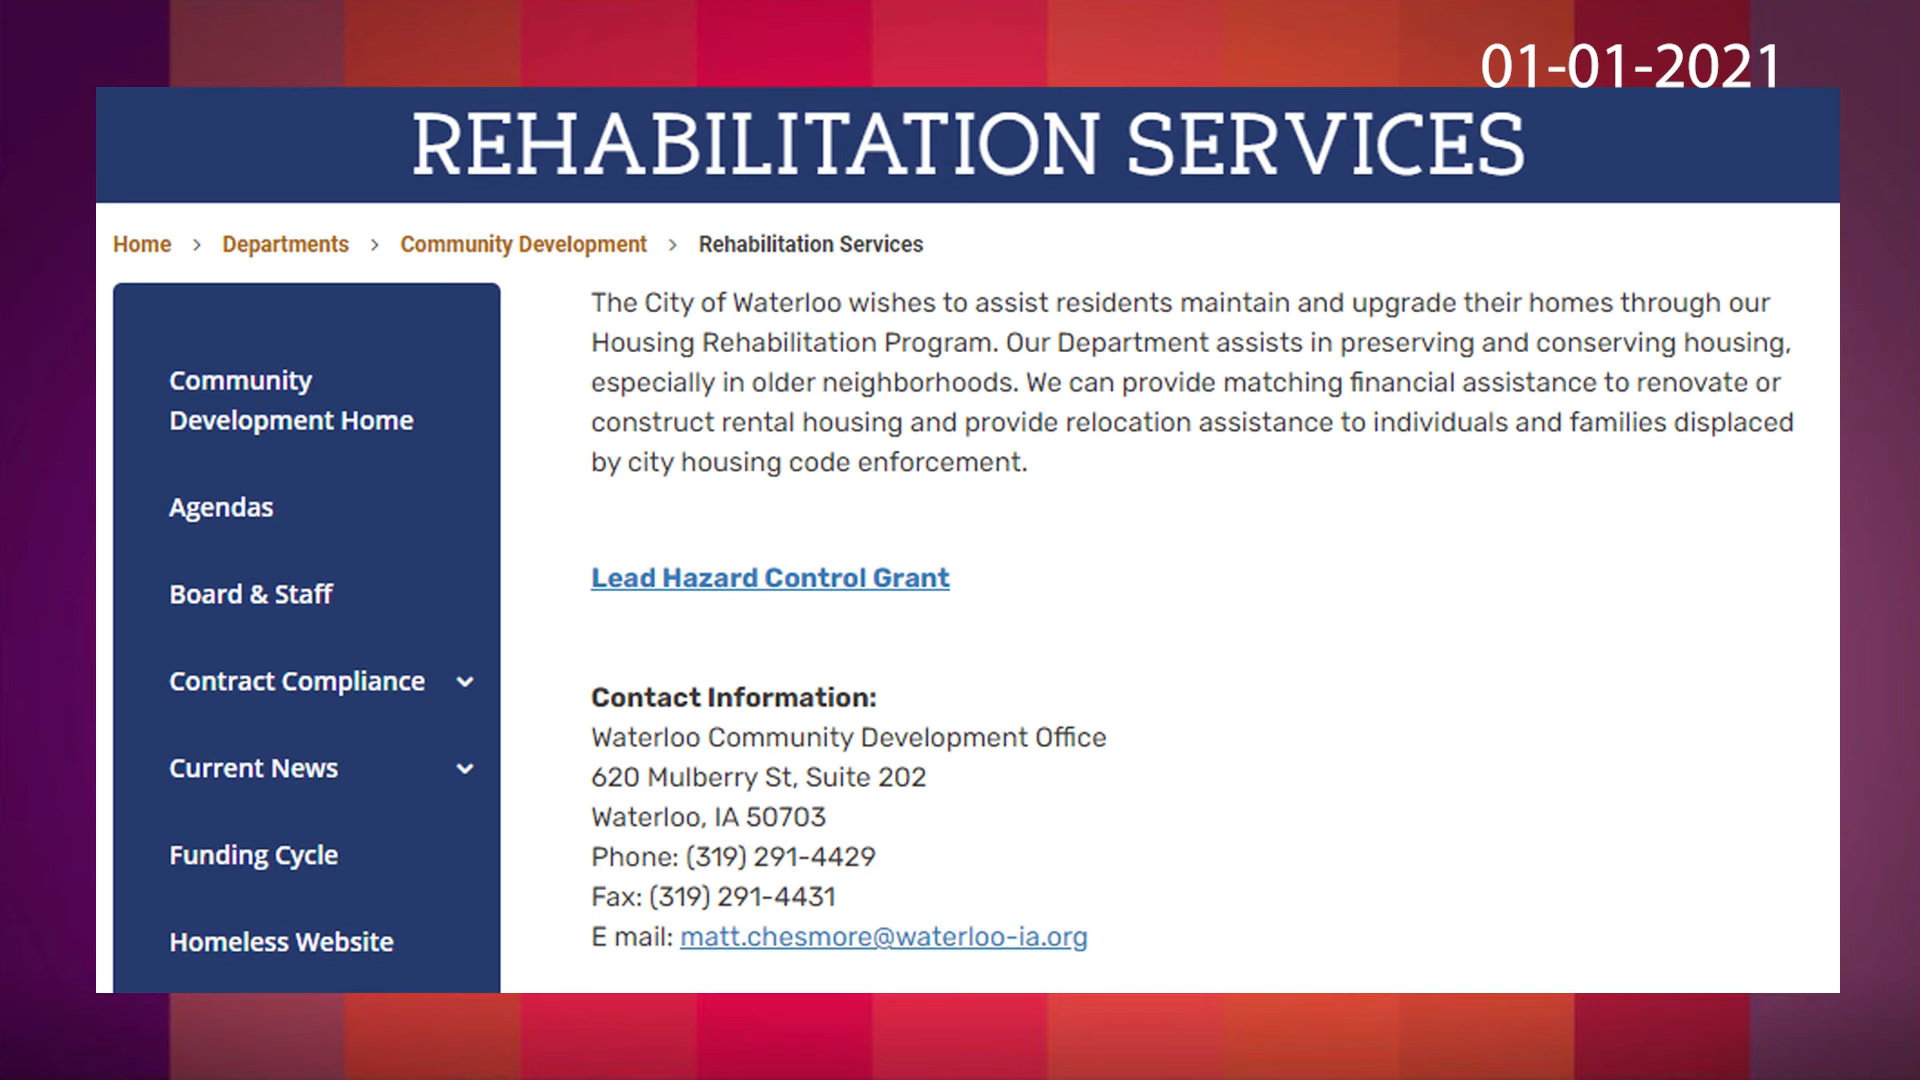 01-01-2021
REHABILITATION SERVICES
Home > Departments > Community Development > Rehabilitation Services
Community
Development Home
Agendas
Board & Staff
Contract Compliance
Current News
Funding Cycle
Homeless Website
The City of Waterloo wishes to assist residents maintain and upgrade their homes through our
Housing Rehabilitation Program. Our Department assists in preserving and conserving housing,
especially in older neighborhoods. We can provide matching financial assistance to renovate or
construct rental housing and provide relocation assistance to individuals and families displaced
by city housing code enforcement.
Lead Hazard Control Grant
Contact Information:
Waterloo Community Development Office
620 Mulberry St, Suite 202
Waterloo, IA 50703
Phone: (319) 291-4429
Fax: (319) 291-4431
E mail: matt.chesmore@waterloo-ia.org